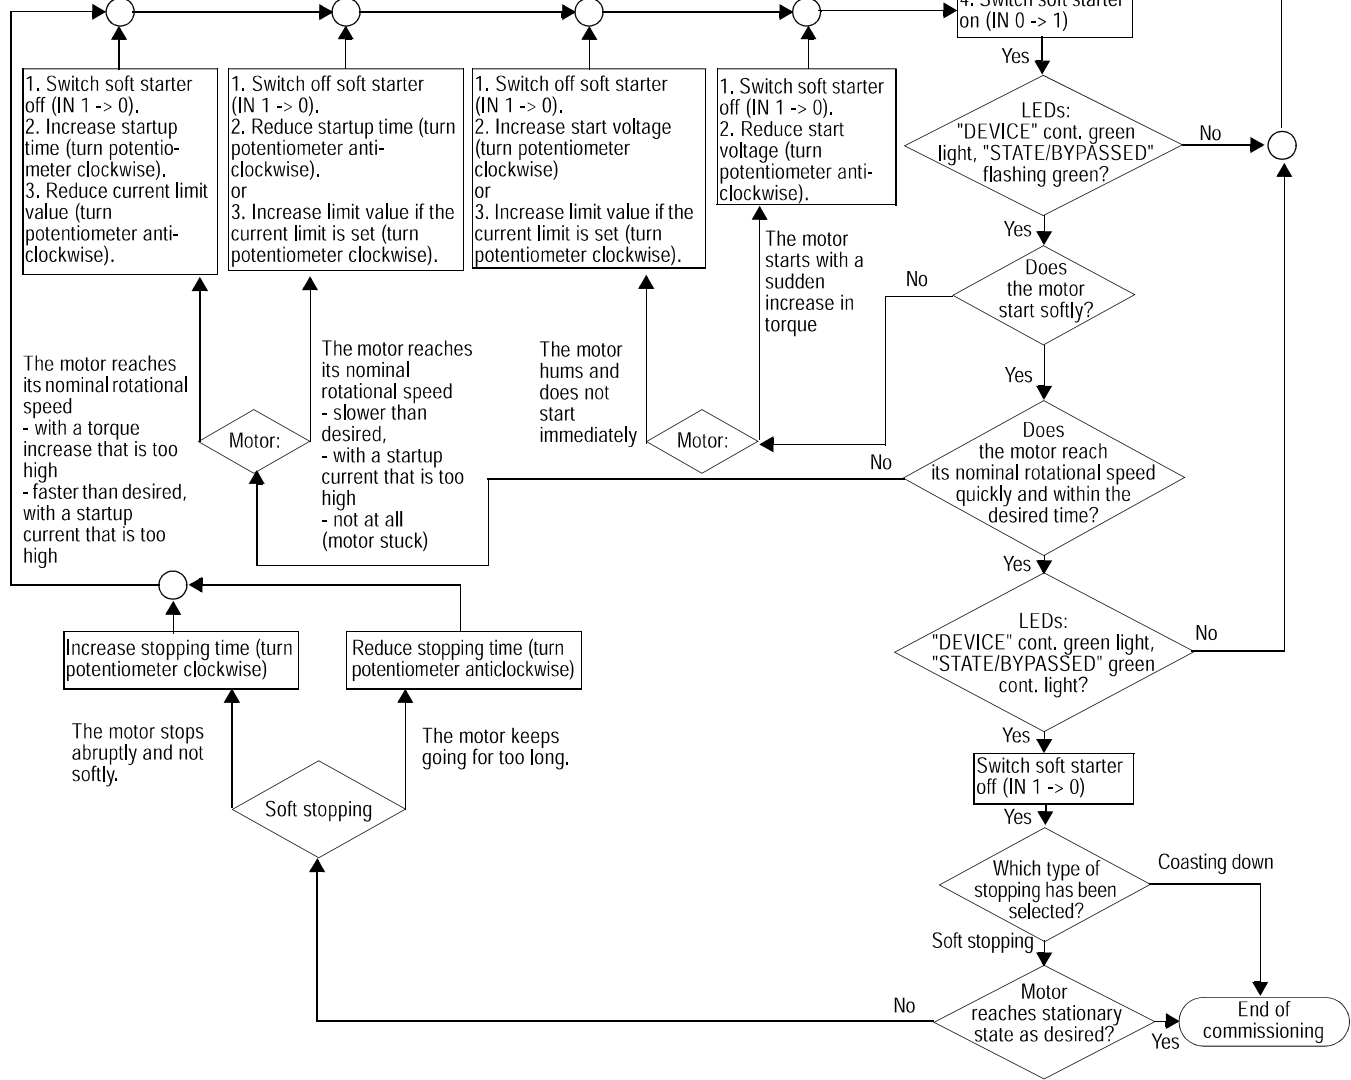 4. Switch soft starter
on (IN 0 -> 1)
Yes
1. Switch soft starter
off (IN 1 -> 0).
2. Increase startup
time (turn potentio-
meter clockwise).
3. Reduce current limit
value (turn
potentiometer anti-
clockwise).
1. Switch off soft starter
(IN 1 -> 0).
2. Reduce startup time (turn
potentiometer anti-
clockwise).
or
3. Increase limit value if the
current limit is set (turn
potentiometer clockwise).
1. Switch off soft starter
(IN 1 -> 0).
2. Increase start voltage
(turn potentiometer
clockwise)
or
3. Increase limit value if the
current limit is set (turn
potentiometer clockwise).
1. Switch soft starter
off (IN 1 -> 0).
2. Reduce start
voltage (turn
potentiometer anti-
clockwise).
LEDs:
"DEVICE" cont. green
light, "STATE/BYPASSED"
flashing green?
No
Yes
The motor
starts with a
sudden
increase in
torque
No
Does
the motor
start softly?
Yes
The motor reaches
its nominal rotational
speed
- with a torque
increase that is too
high
- faster than desired,
with a startup
current that is too
high
Motor:
The motor reaches
its nominal
rotational speed
- slower than
desired,
- with a startup
current that is too
high
- not at all
(motor stuck)
The motor
hums and
does not
start
immediately
Motor:
No
Does
the motor reach
its nominal rotational speed
quickly and within the
desired time?
Yes
LEDs:
"DEVICE" cont. green light,
"STATE/BYPASSED" green
cont. light?
No
Yes
Increase stopping time (turn
potentiometer clockwise)
Reduce stopping time (turn
potentiometer anticlockwise)
The motor stops
abruptly and not
softly.
The motor keeps
going for too long.
Soft stopping
Switch soft starter
off (IN 1 -> 0)
Yes
Which type of
stopping has been
selected?
Coasting down
Soft stopping
No
Motor
reaches stationary
state as desired?
Yes
End of
commissioning